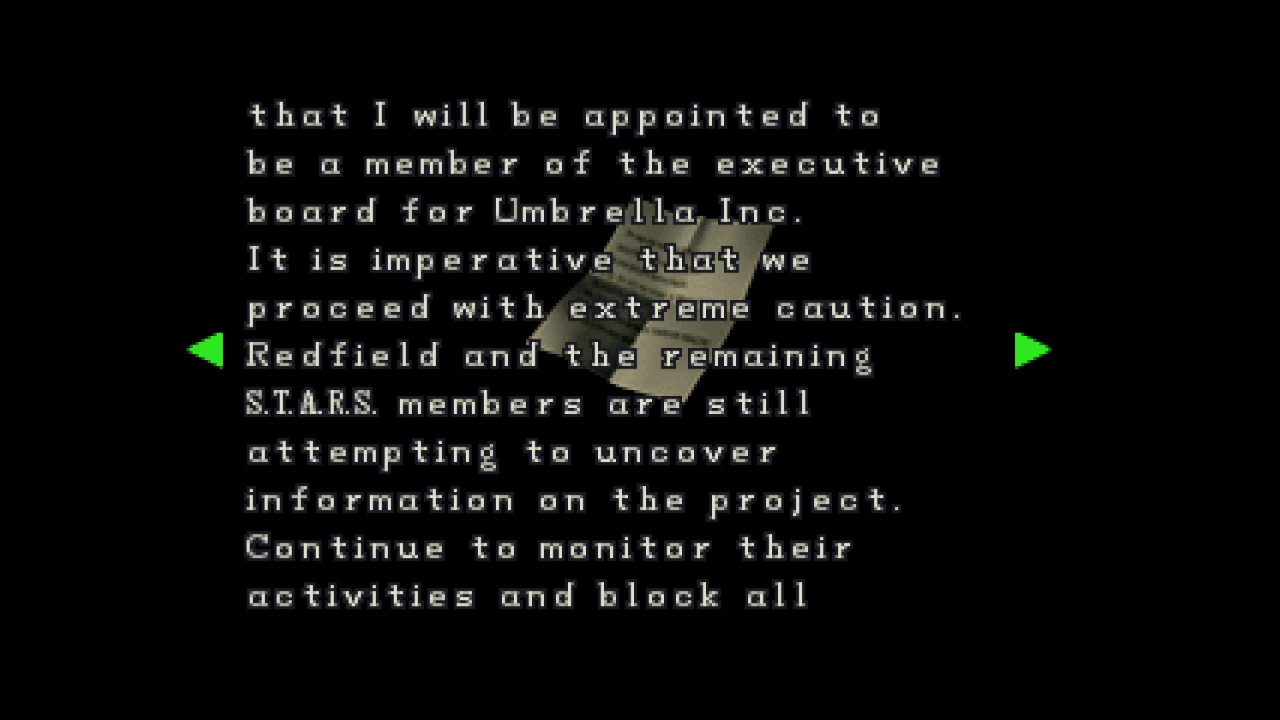 that I will be appointed to
be a member of the executive
board for Umbrella Inc.
It is imperative that we
proceed with extreme caution.
Redfield and the remaining
S.T.A.R.S. members are still
attempting to uncover
information on the project.
Continue to monitor their
activities and block all